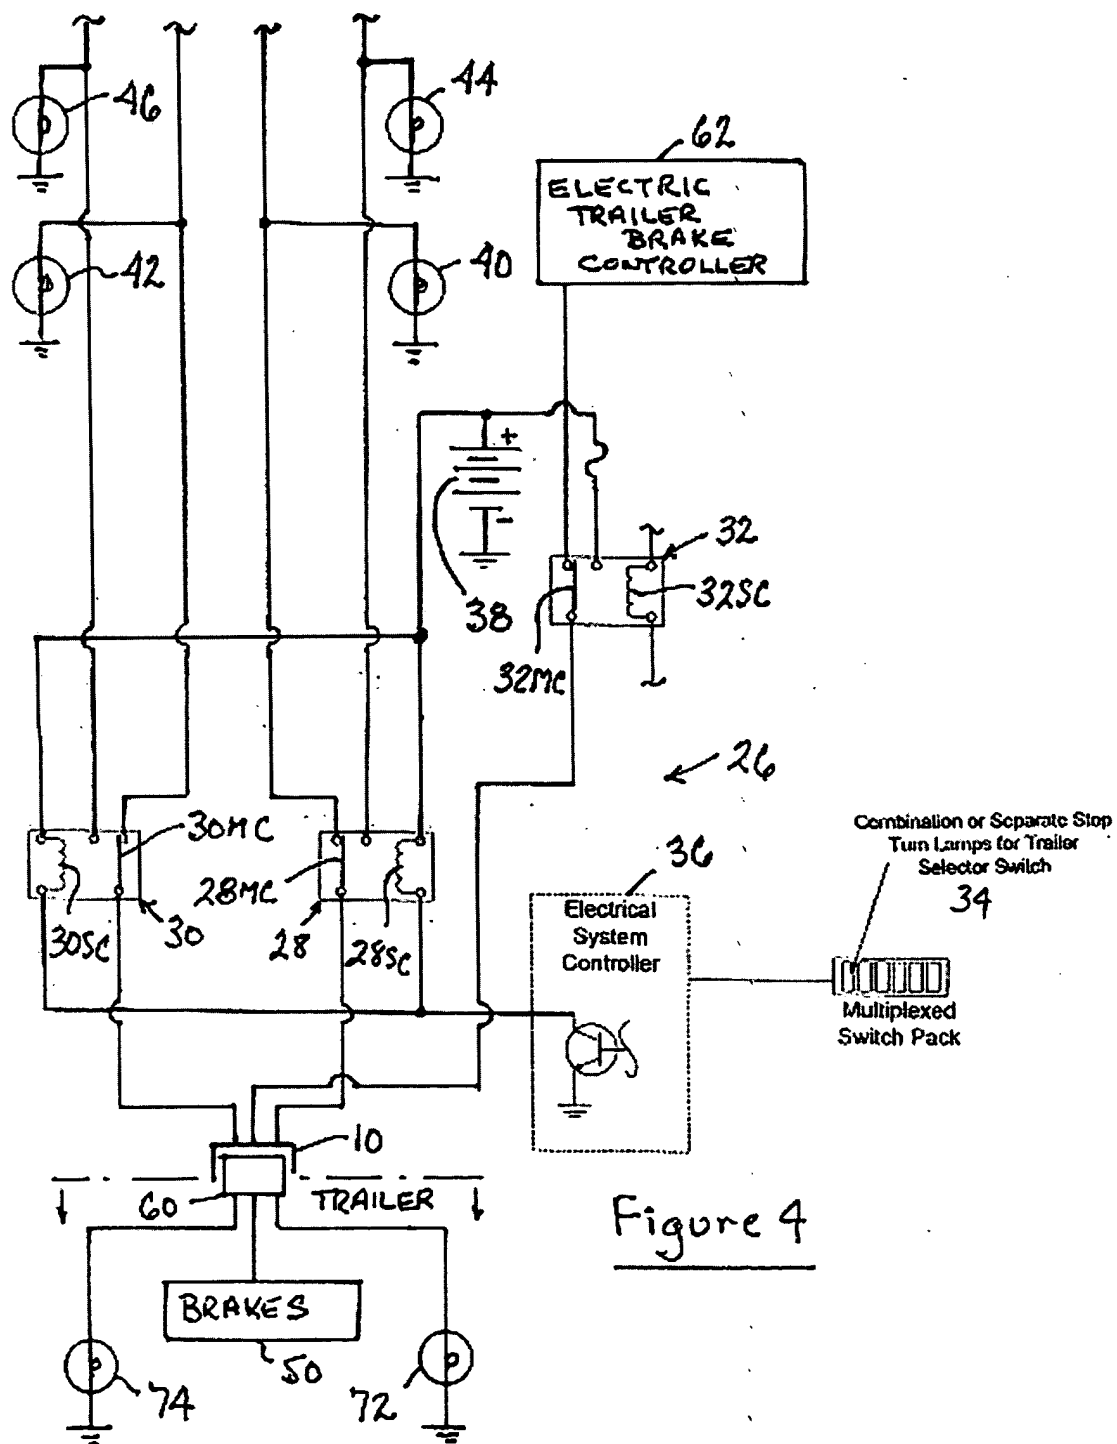 46
44
62
ELECTRIC
TRAILER
BRAKE
CONTROLLER
42
40
+
-
38
32
32SC
32MC
26
30MC
28MC
30SC
30
28
28SC
36
Electrical
System
Controller
Combination or Separate Stop
Turn Lamps for Trailer
Selector Switch
34
Multiplexed
Switch Pack
10
60
TRAILER
Figure 4
BRAKES
50
74
72